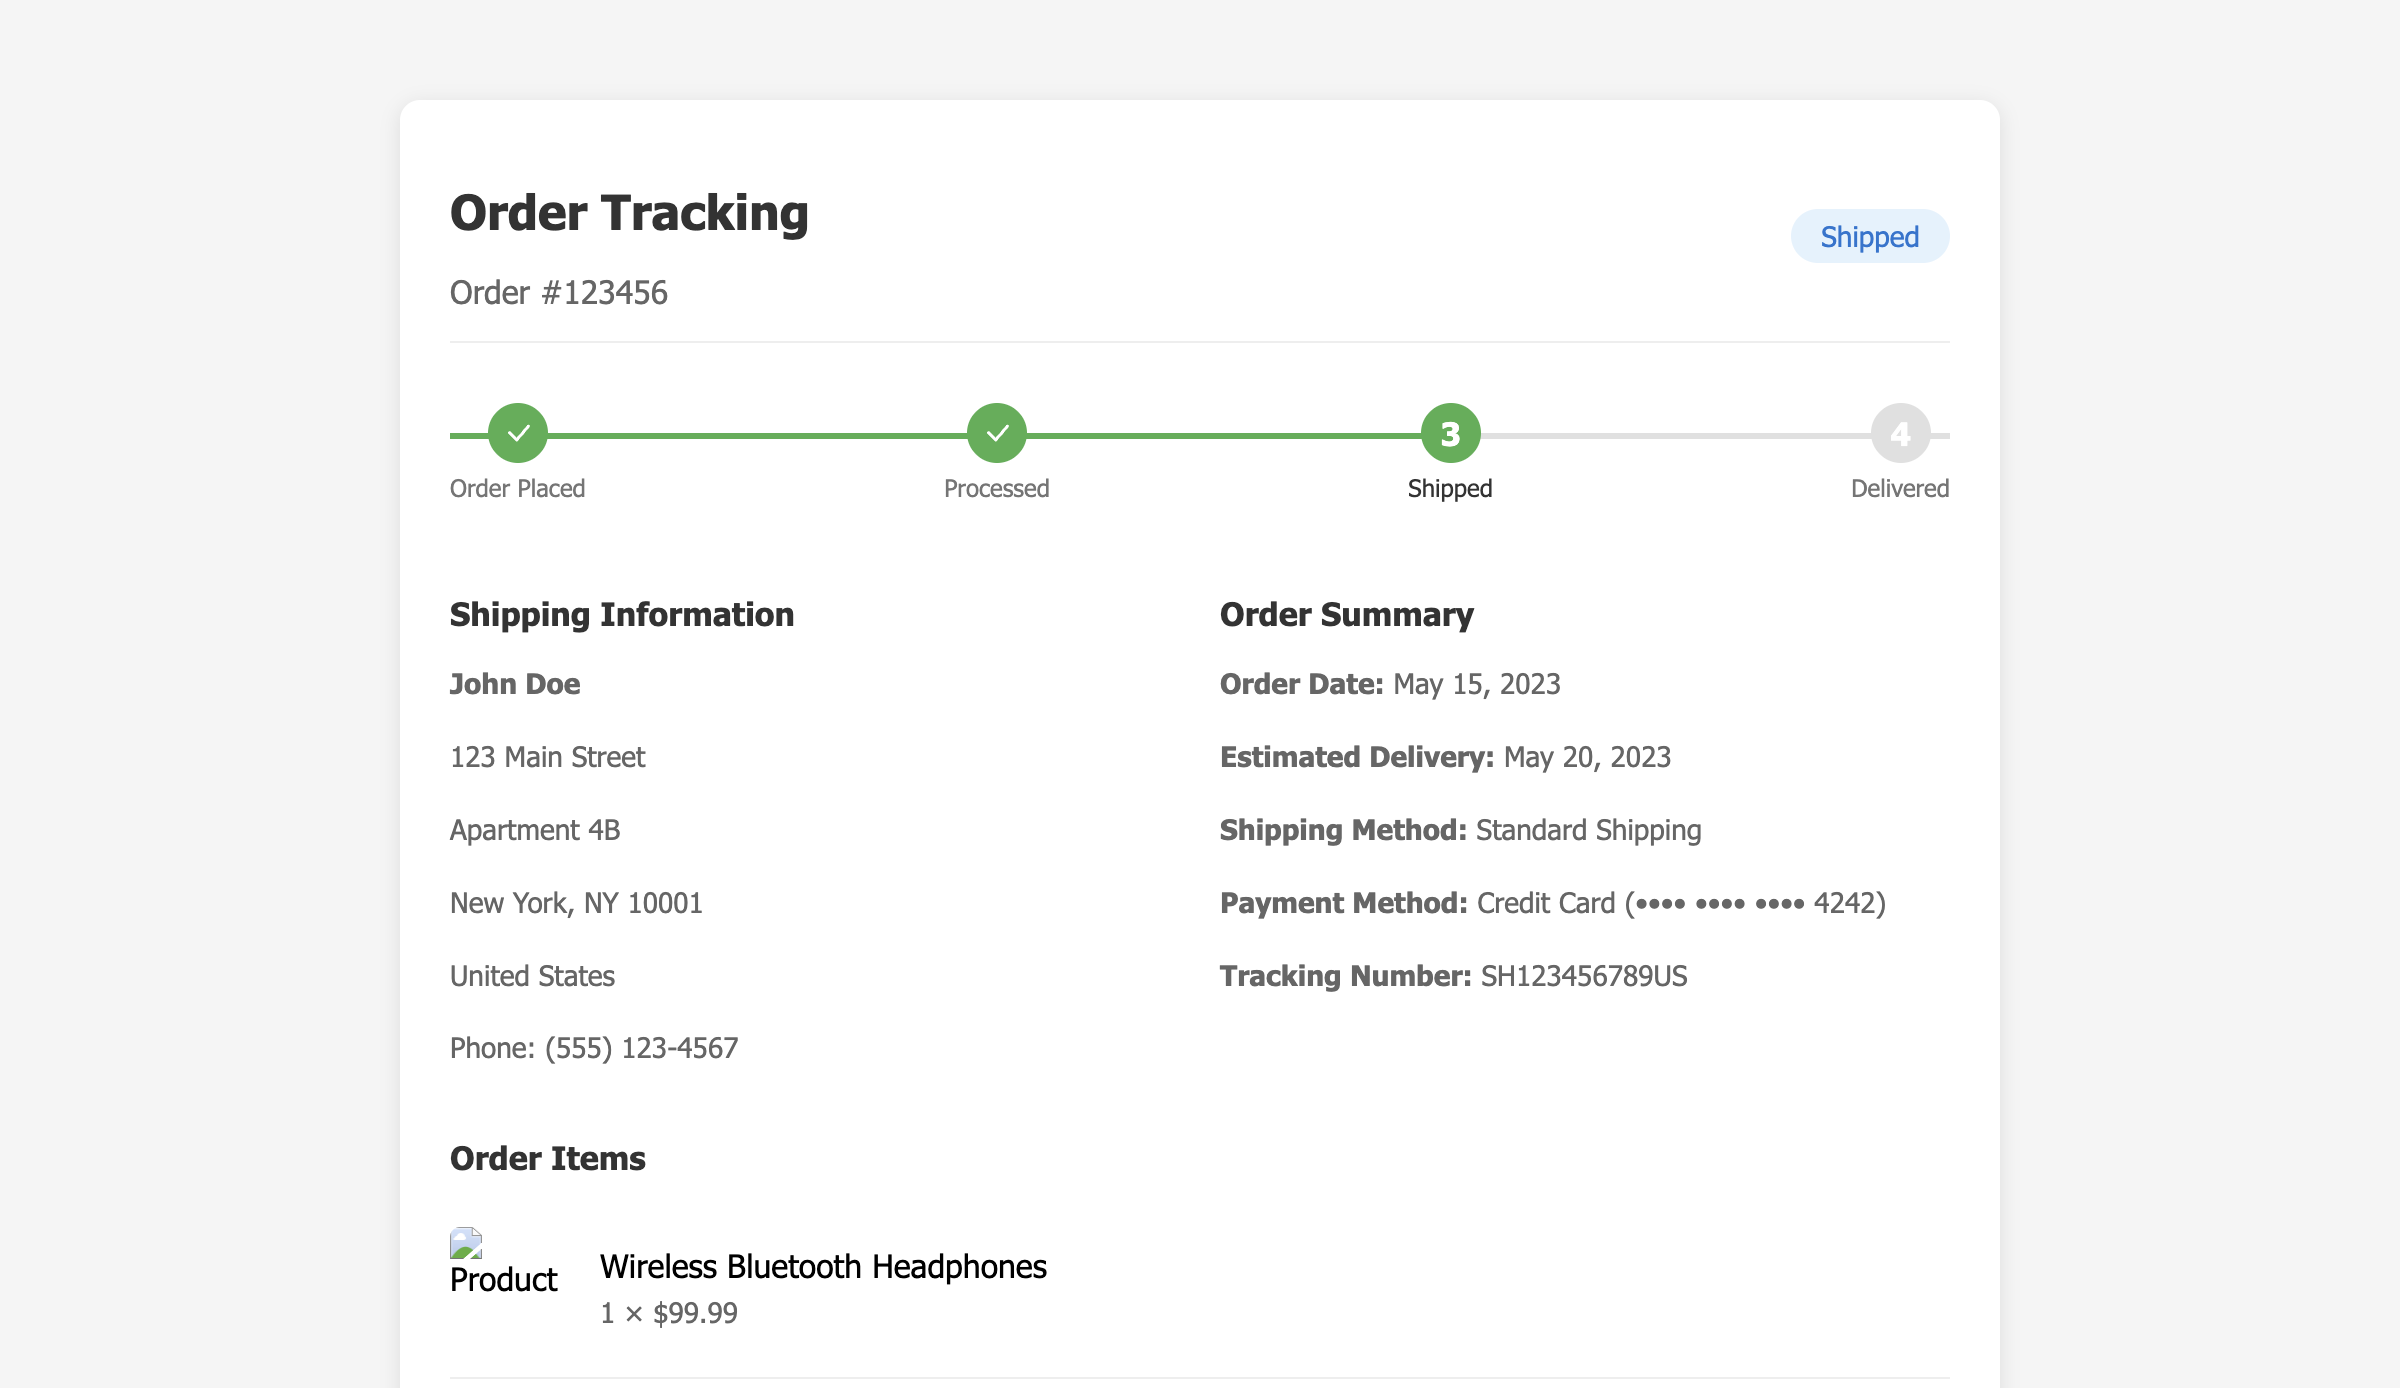 Order Tracking
Shipped
Order #123456
3
4
Order Placed
Processed
Shipped
Delivered
Shipping Information
John Doe
123 Main Street
Apartment 4B
New York, NY 10001
United States
Phone: (555) 123-4567
Order Summary
Order Date: May 15, 2023
Estimated Delivery: May 20, 2023
Shipping Method: Standard Shipping
Payment Method: Credit Card (•••• •••• •••• 4242)
Tracking Number: SH123456789US
Order Items
Product
Wireless Bluetooth Headphones
1 × $99.99